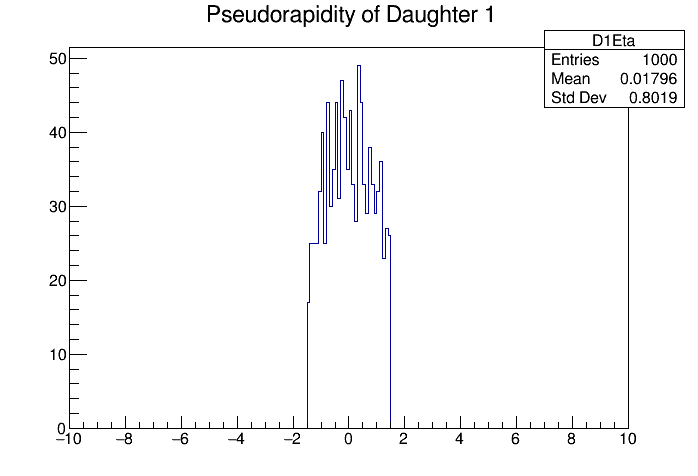 Pseudorapidity of Daughter 1
D1Eta
Entries 1000
Mean 0.01796
Std Dev 0.8019
50
40
30
20
10
0
−10 −8 −6 −4 −2 0 2 4 6 8 10